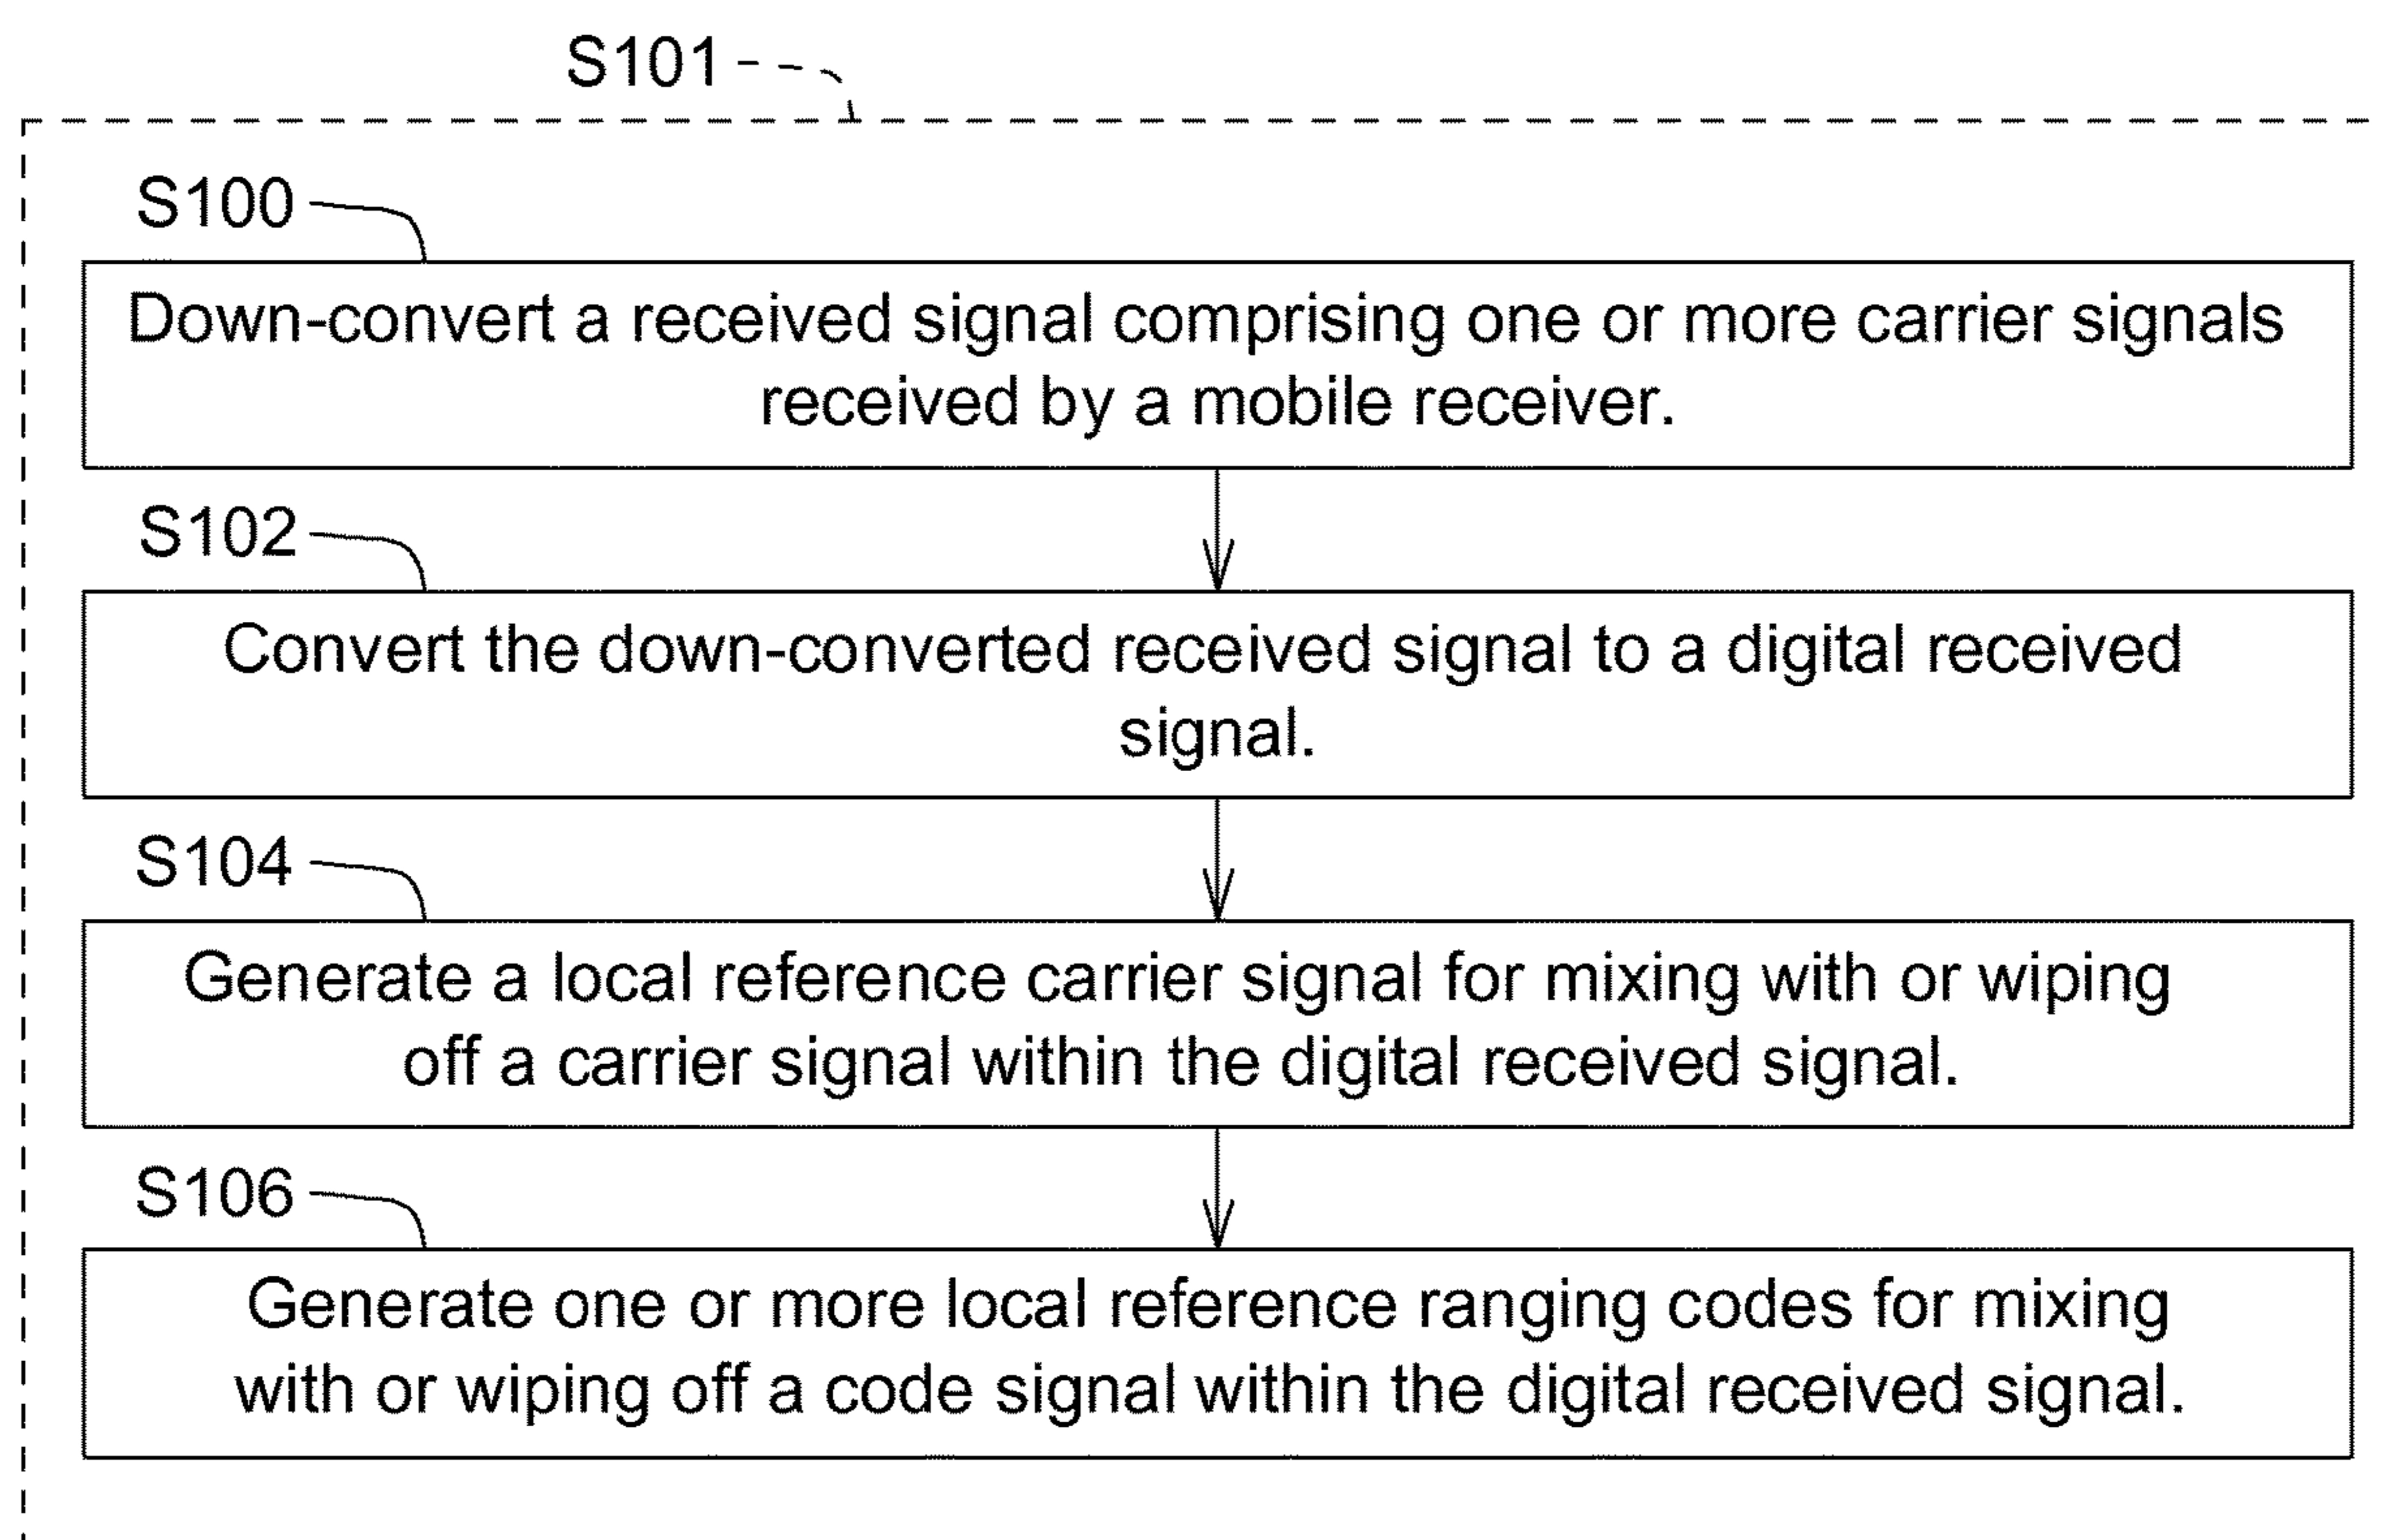 S101
S100
Down-convert a received signal comprising one or more carrier signals
received by a mobile receiver.
S102
Convert the down-converted received signal to a digital received
signal.
S104
Generate a local reference carrier signal for mixing with or wiping
off a carrier signal within the digital received signal.
S106
Generate one or more local reference ranging codes for mixing
with or wiping off a code signal within the digital received signal.